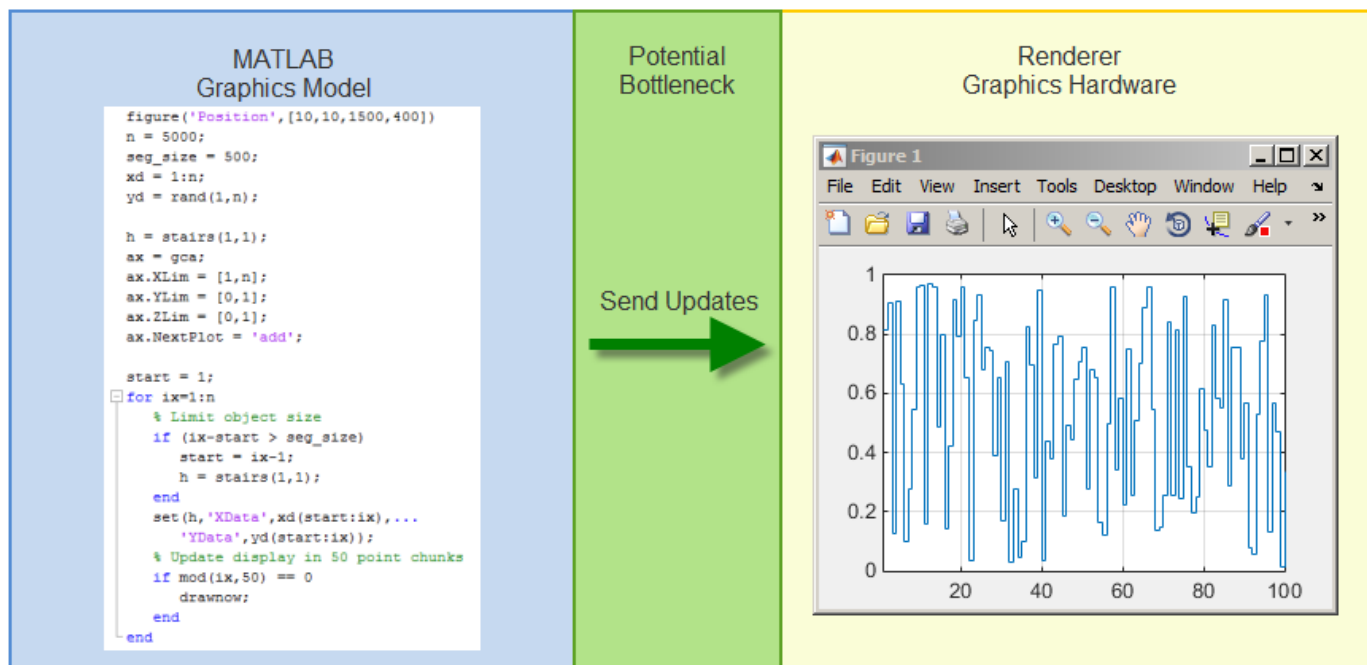 MATLAB
Graphics Model
figure('Position',[10,10,1500,400])
n = 5000;
seg_size = 500;
xd = 1:n;
yd = rand(1,n);
h = stairs(1,1);
ax = gca;
ax.XLim = [1,n];
ax.YLim = [0,1];
ax.ZLim = [0,1];
ax.NextPlot = 'add';
start = 1;
for ix=1:n
% Limit object size
if (ix-start > seg_size)
start = ix-1;
h = stairs(1,1);
end
set(h,'XData',xd(start:ix),...
'YData',yd(start:ix));
% Update display in 50 point chunks
if mod(ix,50) == 0
drawnow;
end
end
Potential
Bottleneck
Send Updates
Renderer
Graphics Hardware
Figure 1
File Edit View Insert Tools Desktop Window Help
1
0.8
0.6
0.4
0.2
0
20 40 60 80 100